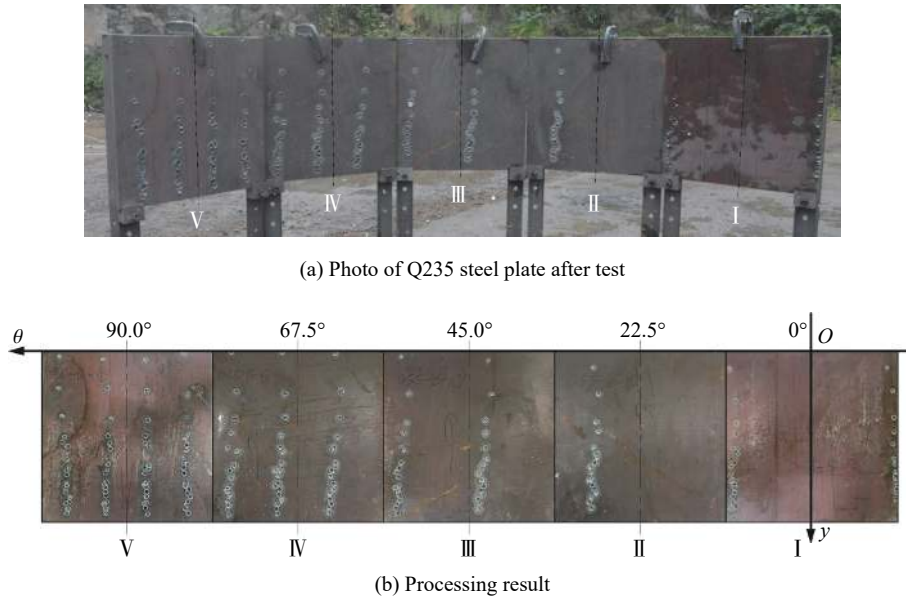 Ⅴ Ⅳ Ⅲ Ⅱ Ⅰ
(a) Photo of Q235 steel plate after test
θ 90.0° 67.5° 45.0° 22.5° 0° O
y
Ⅴ Ⅳ Ⅲ Ⅱ Ⅰ
(b) Processing result